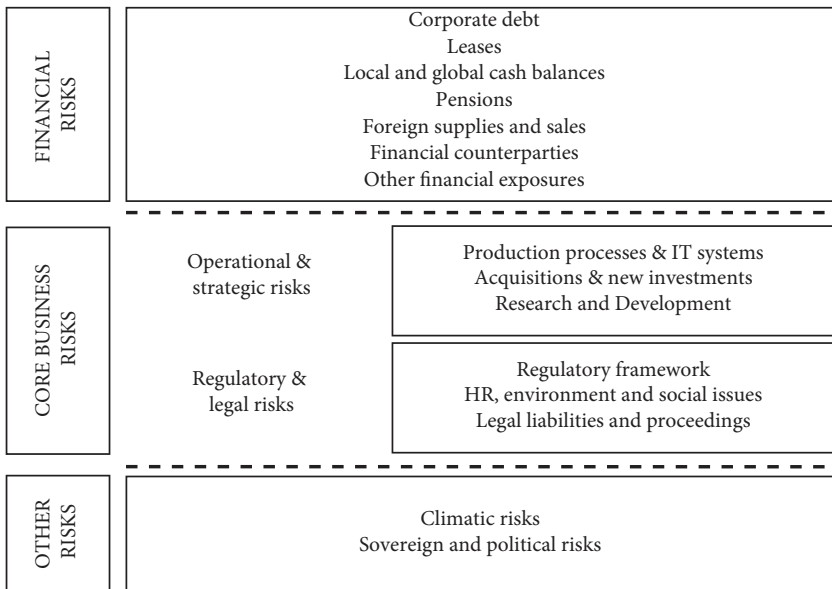 FINANCIAL
RISKS
Corporate debt
Leases
Local and global cash balances
Pensions
Foreign supplies and sales
Financial counterparties
Other financial exposures
CORE BUSINESS
RISKS
Operational &
strategic risks
Production processes & IT systems
Acquisitions & new investments
Research and Development
Regulatory &
legal risks
Regulatory framework
HR, environment and social issues
Legal liabilities and proceedings
OTHER
RISKS
Climatic risks
Sovereign and political risks